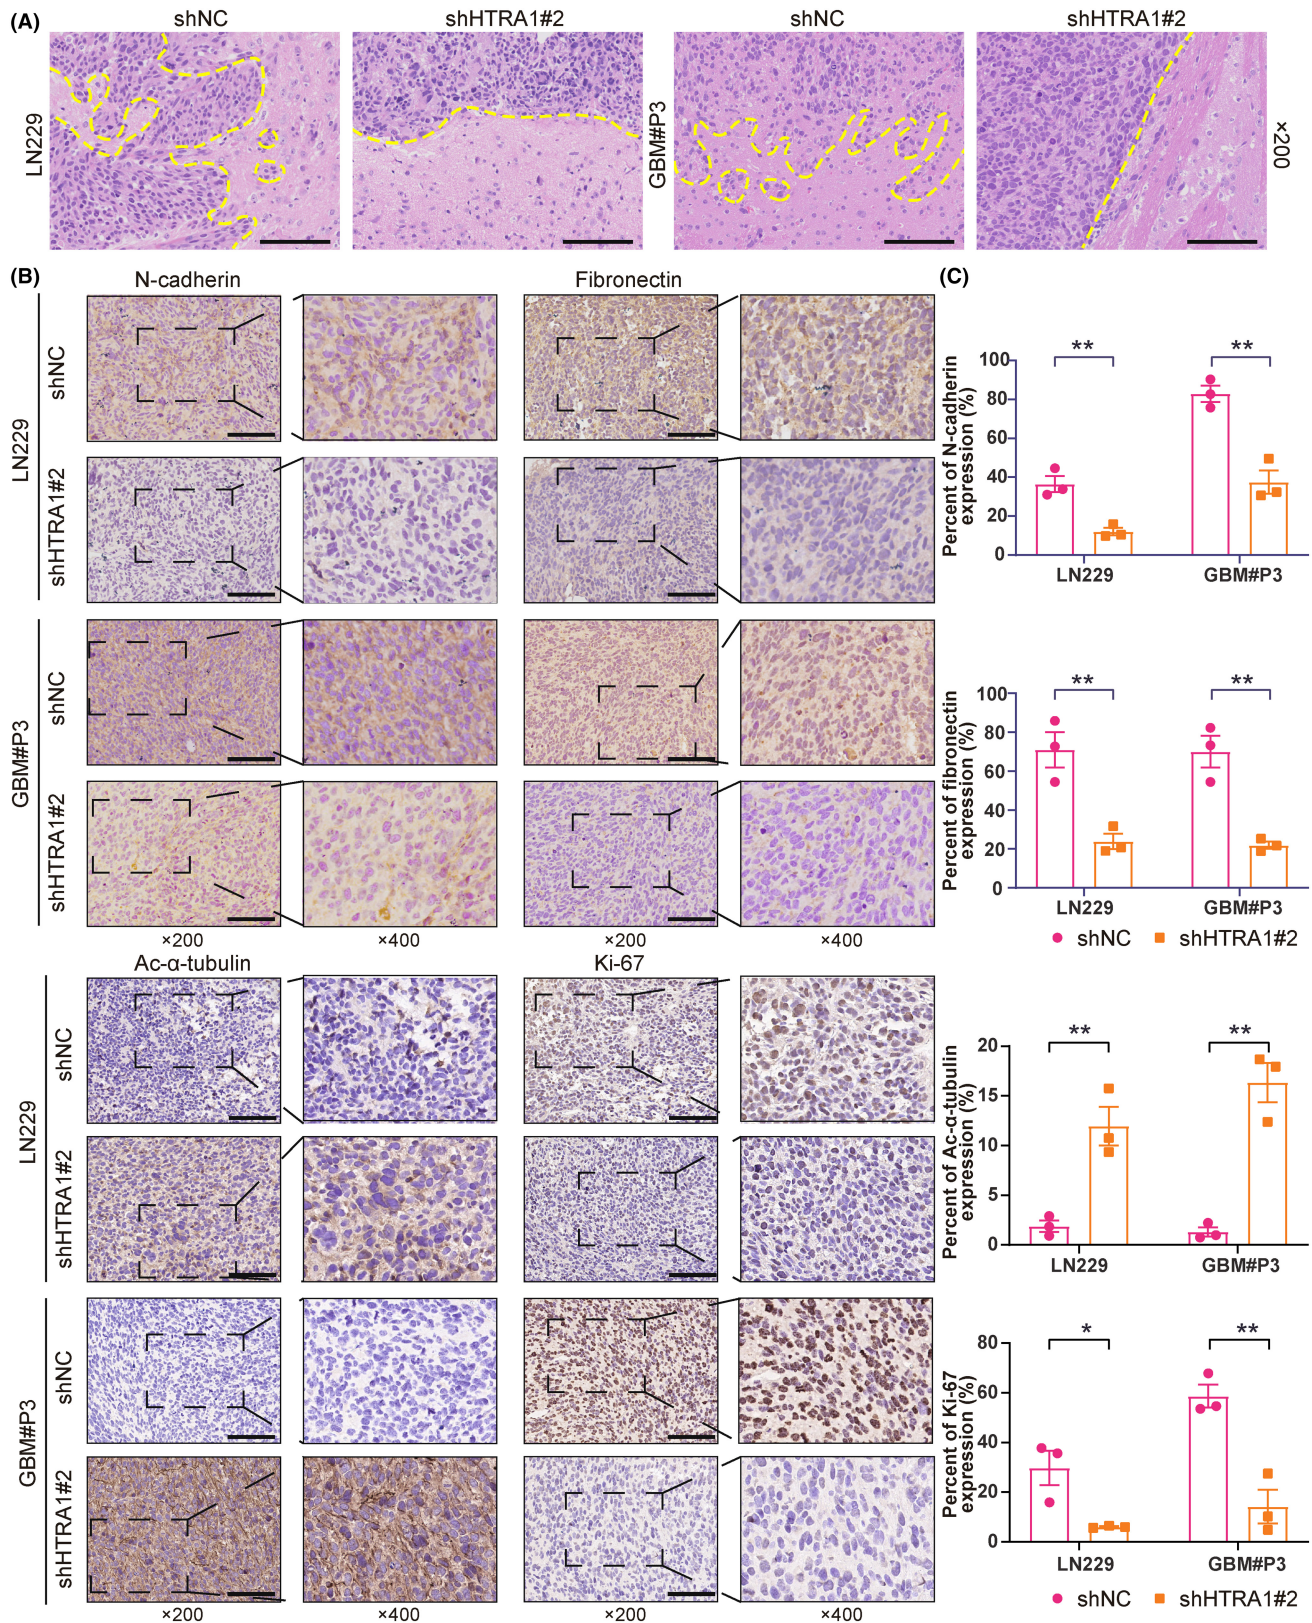 (A)
shNC
shHTRA1#2
shNC
shHTRA1#2
LN229
GBM#P3
×200
(B)
N-cadherin
Fibronectin
(C)
LN229
shNC
shHTRA1#2
GBM#P3
shNC
shHTRA1#2
×200
×400
×200
×400
Percent of N-cadherin
expression (%)
100
80
60
40
20
0
**
**
LN229
GBM#P3
Percent of fibronectin
expression (%)
100
80
60
40
20
0
**
**
LN229
GBM#P3
shNC
shHTRA1#2
Ac-α-tubulin
Ki-67
LN229
shNC
shHTRA1#2
GBM#P3
shNC
shHTRA1#2
×200
×400
×200
×400
Percent of Ac-α-tubulin
expression (%)
20
15
10
5
0
**
**
LN229
GBM#P3
Percent of Ki-67
expression (%)
80
60
40
20
0
*
**
LN229
GBM#P3
shNC
shHTRA1#2